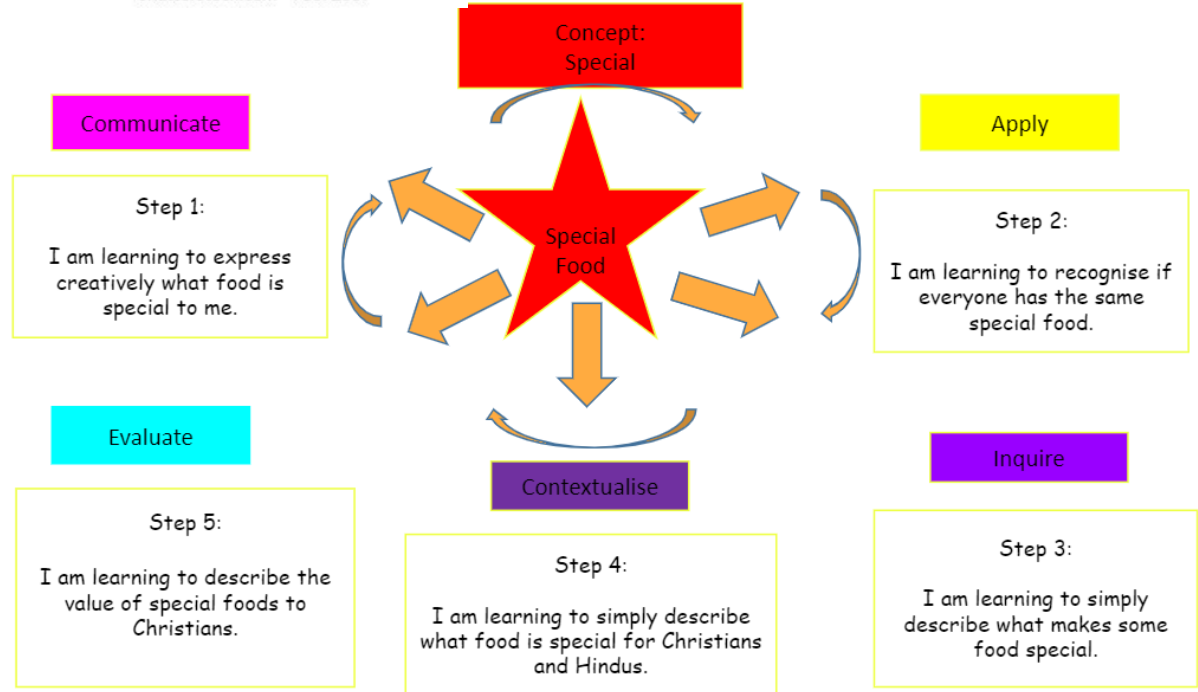 Concept:
Special
Communicate
Step 1:
I am learning to express
creatively what food is
special to me.
Apply
Step 2:
I am learning to recognise if
everyone has the same
special food.
Special
Food
Inquire
Step 3:
I am learning to simply
describe what makes some
food special.
Contextualise
Step 4:
I am learning to simply describe
what food is special for Christians
and Hindus.
Evaluate
Step 5:
I am learning to describe the
value of special foods to
Christians.